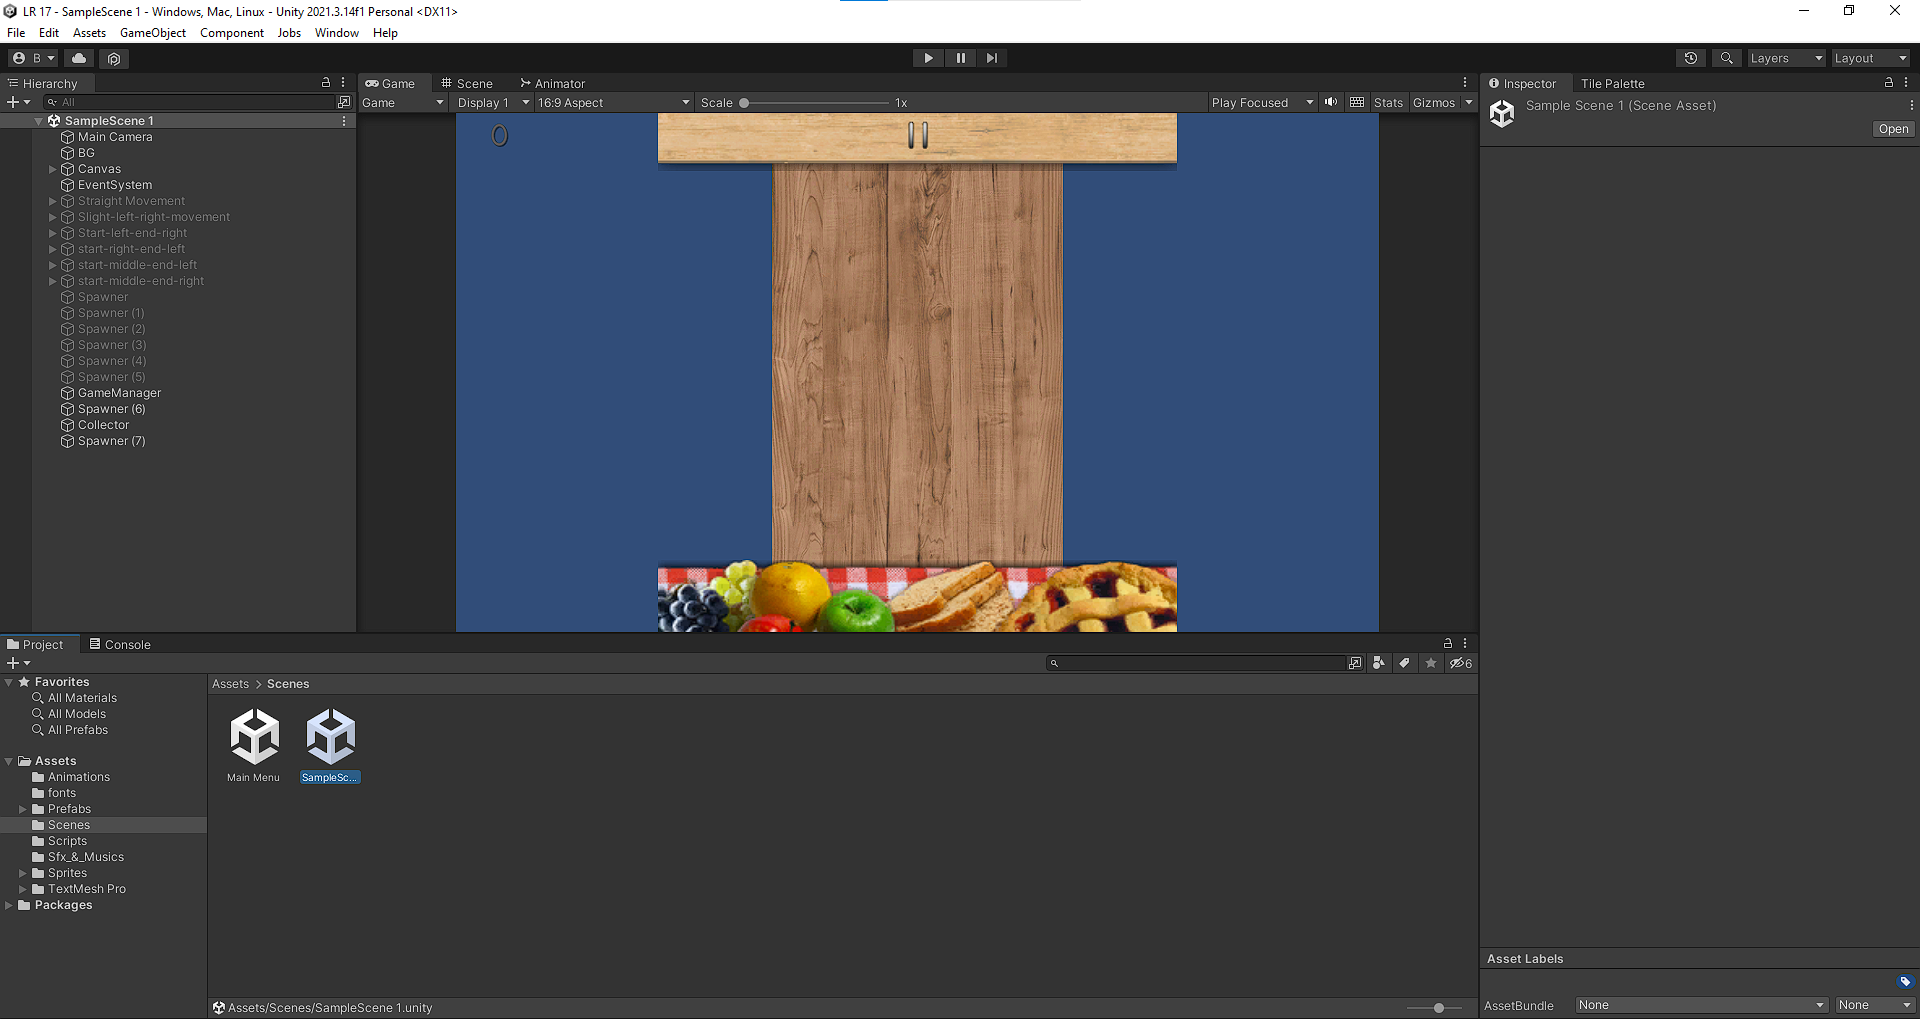 LR 17 - SampleScene 1 - Windows, Mac, Linux - Unity 2021.3.14f1 Personal <DX11>
File Edit Assets GameObject Component Jobs Window Help
B Layers Layout
Hierarchy
All
SampleScene 1
Main Camera
BG
Canvas
EventSystem
Straight Movement
Slight-left-right-movement
Start-left-end-right
start-right-end-left
start-middle-end-left
start-middle-end-right
Spawner
Spawner (1)
Spawner (2)
Spawner (3)
Spawner (4)
Spawner (5)
GameManager
Spawner (6)
Collector
Spawner (7)
Game Scene Animator
Game Display 1 16:9 Aspect Scale 1x Play Focused Stats Gizmos
0
Inspector Tile Palette
Sample Scene 1 (Scene Asset)
Open
Project Console
6
Favorites
All Materials
All Models
All Prefabs
Assets
Animations
fonts
Prefabs
Scenes
Scripts
Sfx_&_Musics
Sprites
TextMesh Pro
Packages
Assets > Scenes
Main Menu SampleSc...
Assets/Scenes/SampleScene 1.unity
Asset Labels
AssetBundle None None